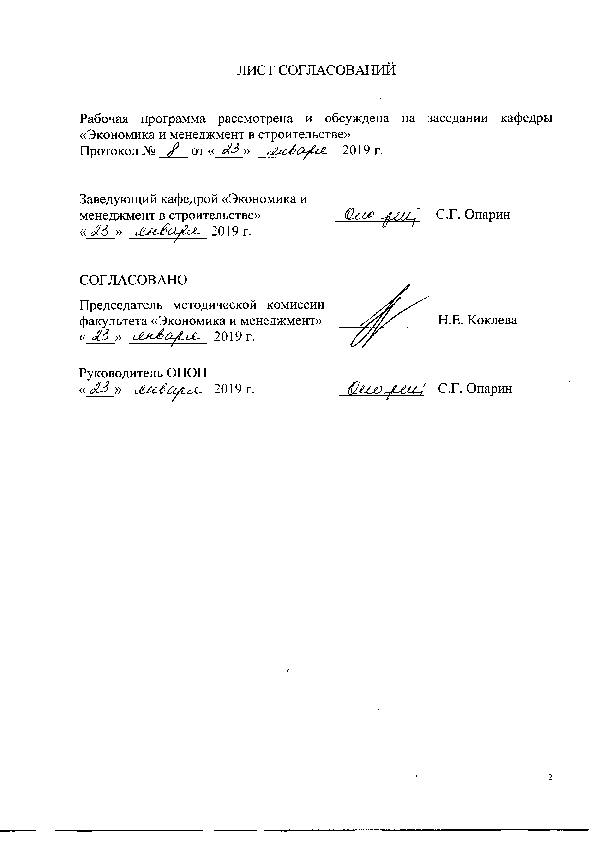 ЛИСТ СОГЛАСОВАНИЙ
Рабочая программа рассмотрена и обсуждена на заседании кафедры
«Экономика и менеджмент в строительстве»
Протокол № 8 от «23» января 2019 г.
Заведующий кафедрой «Экономика и
менеджмент в строительстве» С.Г. Опарин
«23» января 2019 г.
СОГЛАСОВАНО
Председатель методической комиссии
факультета «Экономика и менеджмент» Н.Е. Коклева
«23» января 2019 г.
Руководитель ОПОП
«23» января 2019 г. С.Г. Опарин
2